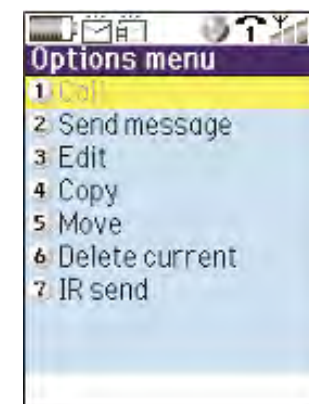 Options menu
1 Call
2 Send message
3 Edit
4 Copy
5 Move
6 Delete current
7 IR send